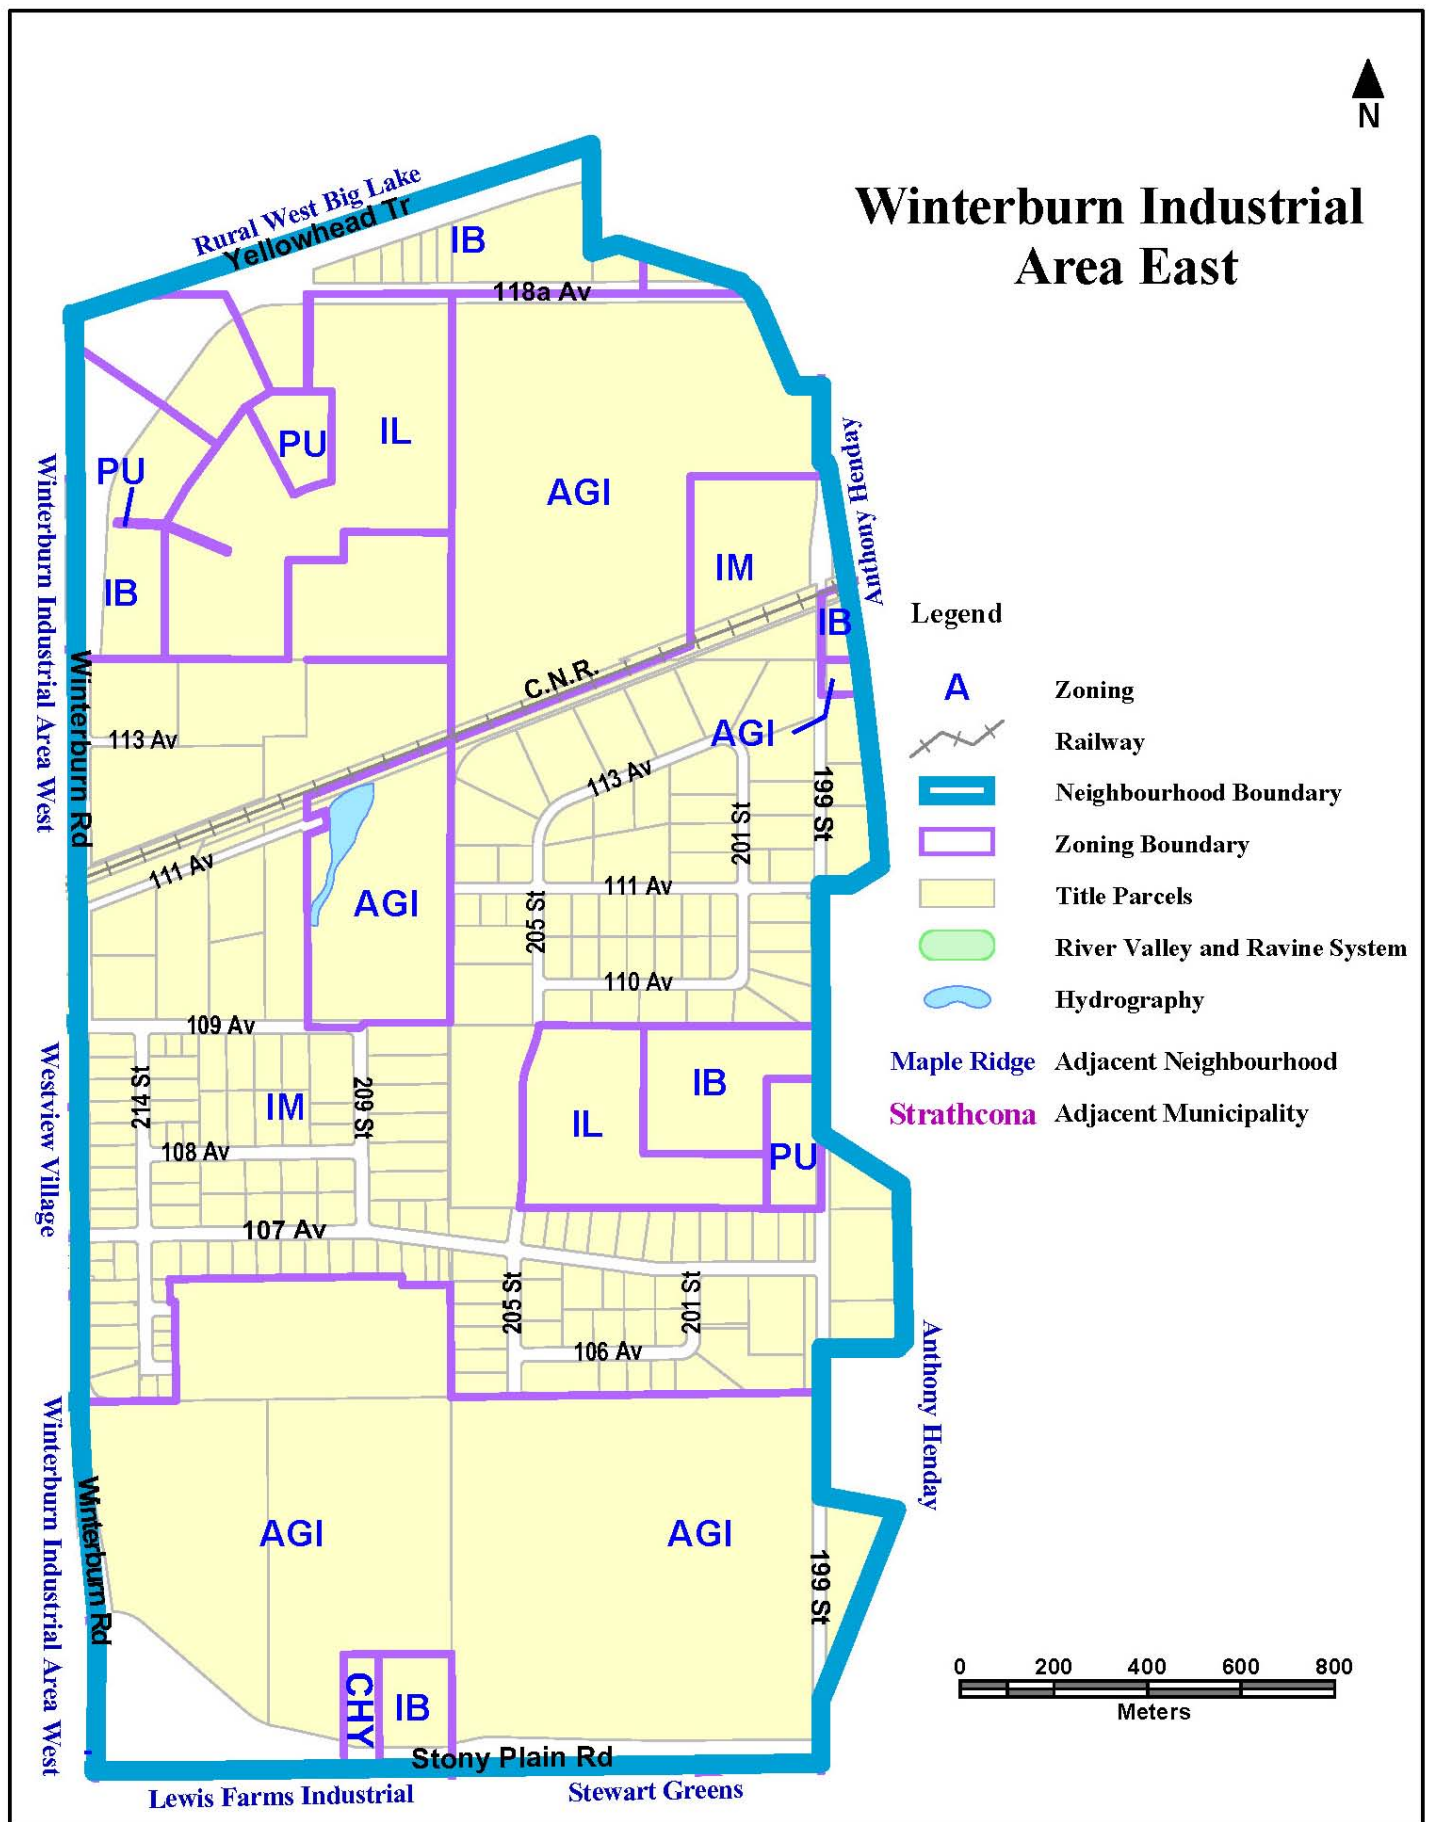 N
Winterburn Industrial
Area East
Rural West Big Lake
Yellowhead Tr
IB
118a Av
PU
IL
PU
AGI
Anthony Henday
Winterburn Industrial Area West
IM
IB
IB
Winterburn Rd
C.N.R.
AGI
113 Av
113 Av
199 St
201 St
111 Av
111 Av
AGI
205 St
110 Av
109 Av
Westview Village
214 St
IM
209 St
IB
IL
108 Av
PU
107 Av
205 St
201 St
106 Av
Anthony Henday
Winterburn Industrial Area West
Winterburn Rd
AGI
AGI
199 St
CHY
IB
Stony Plain Rd
Lewis Farms Industrial
Stewart Greens
Legend
A Zoning
Railway
Neighbourhood Boundary
Zoning Boundary
Title Parcels
River Valley and Ravine System
Hydrography
Maple Ridge Adjacent Neighbourhood
Strathcona Adjacent Municipality
0 200 400 600 800
Meters